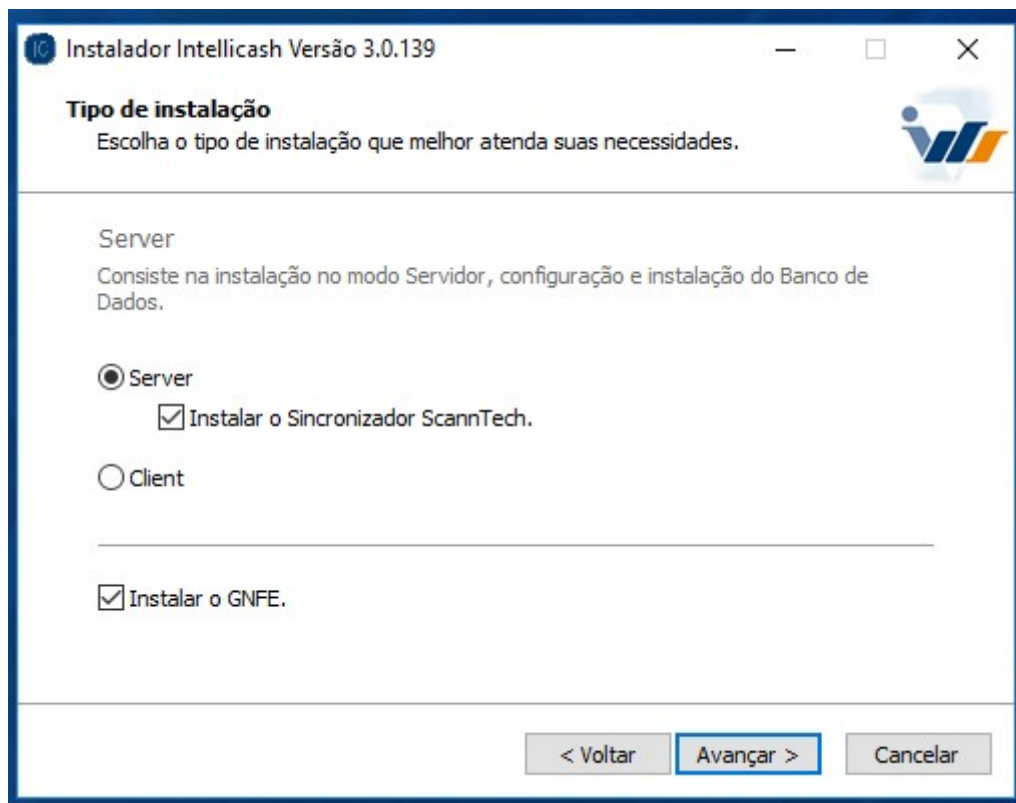 IC Instalador Intellicash Versão 3.0.139
Tipo de instalação
Escolha o tipo de instalação que melhor atenda suas necessidades.
Server
Consiste na instalação no modo Servidor, configuração e instalação do Banco de
Dados.
Server
Instalar o Sincronizador ScannTech.
Client
Instalar o GNFE.
< Voltar
Avançar >
Cancelar